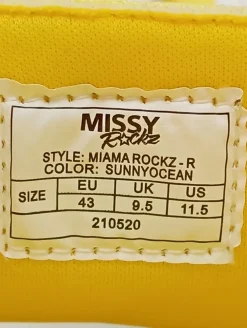 MISSY
Rockz
STYLE: MIAMA ROCKZ - R
COLOR: SUNNYOCEAN
SIZE EU UK US
43 9.5 11.5
210520